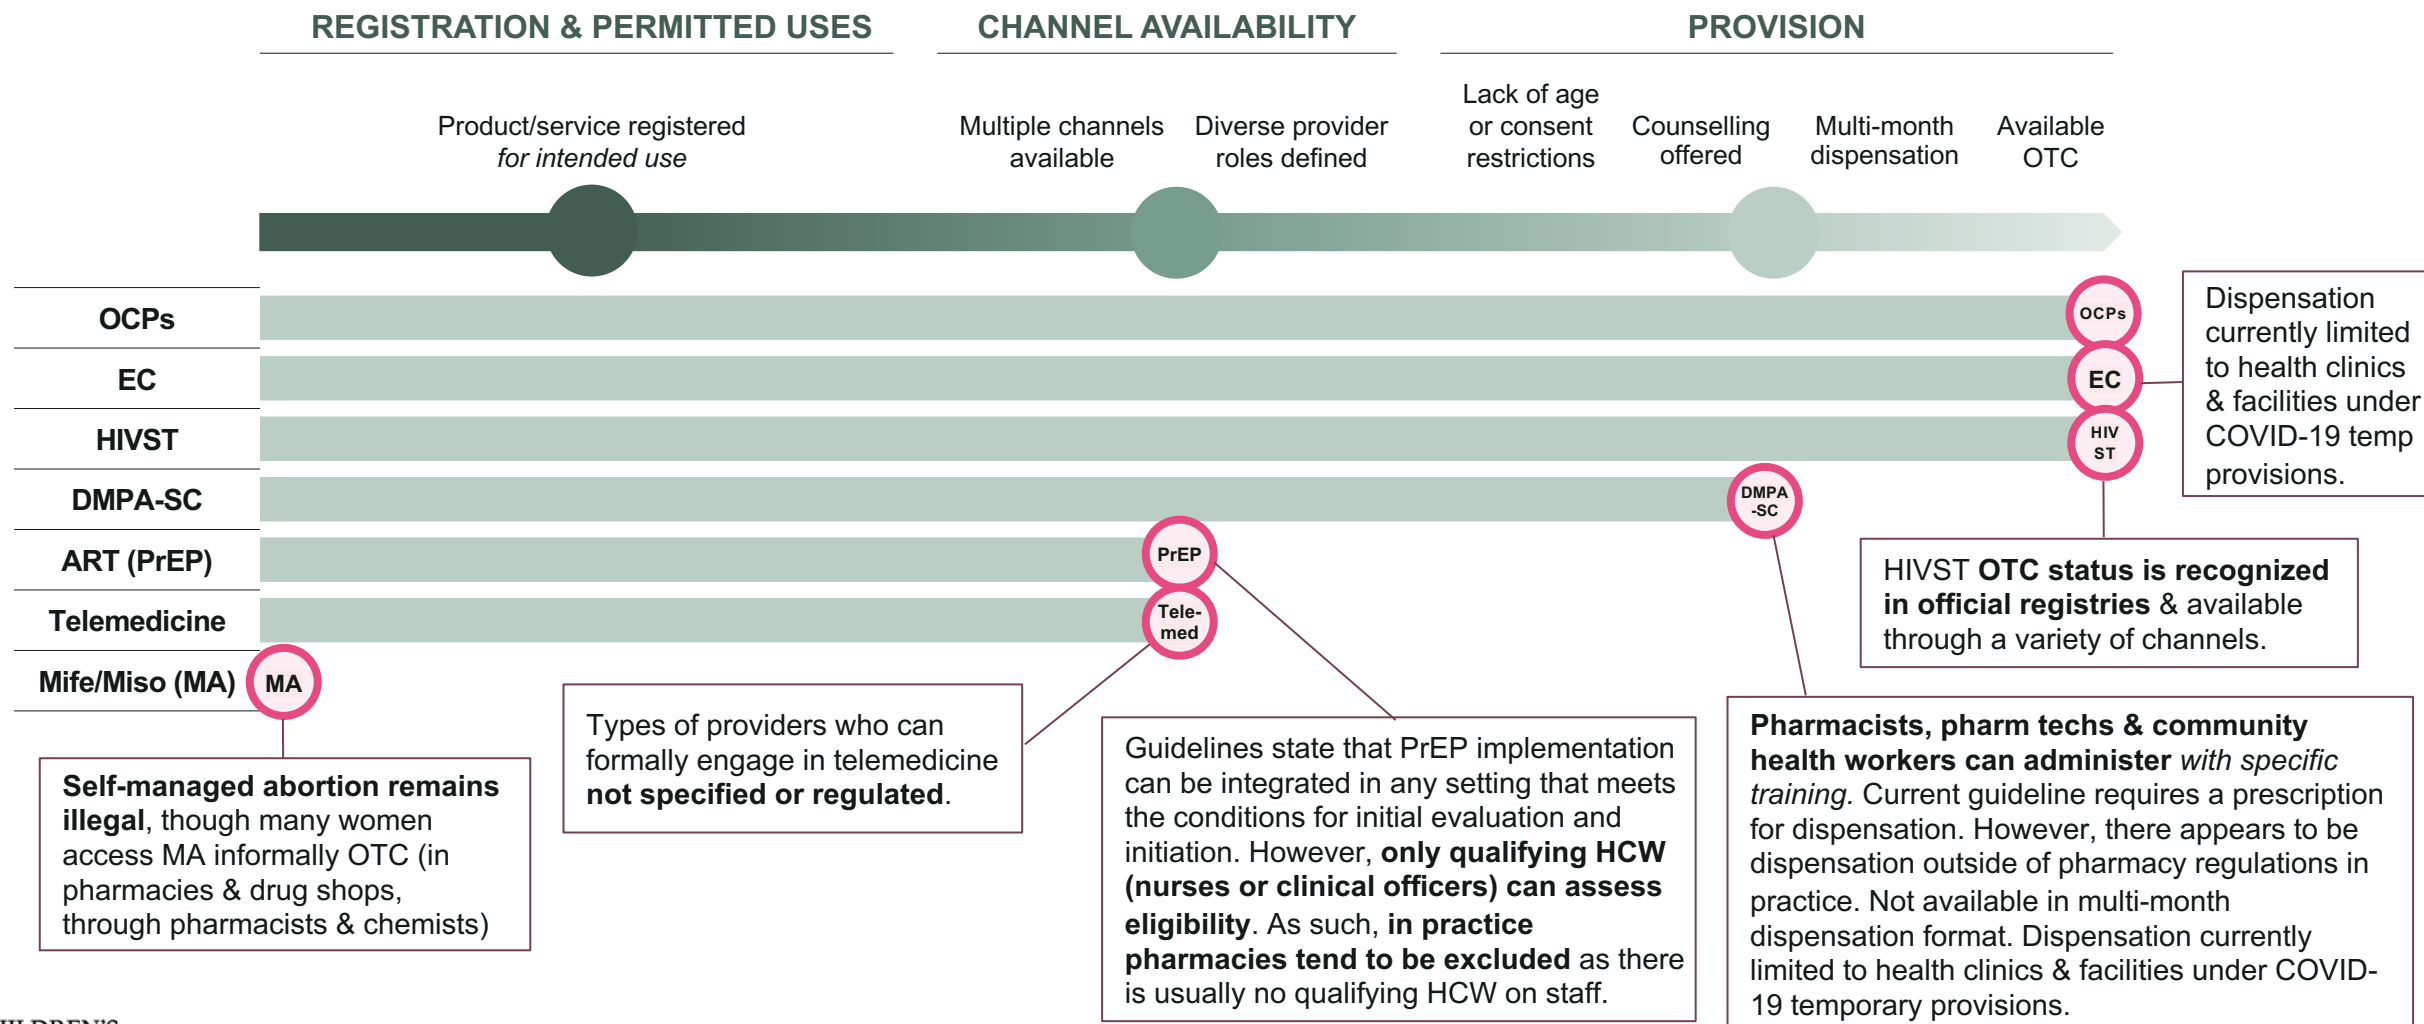 REGISTRATION & PERMITTED USES
CHANNEL AVAILABILITY
PROVISION
Product/service registered
for intended use
Multiple channels
available
Diverse provider
roles defined
Lack of age
or consent
restrictions
Counselling
offered
Multi-month
dispensation
Available
OTC
OCPs
OCPs
EC
EC
HIVST
HIV
ST
DMPA-SC
DMPA
-SC
ART (PrEP)
PrEP
Telemedicine
Tele-
med
Mife/Miso (MA)
MA
Dispensation
currently limited
to health clinics
& facilities under
COVID-19 temp
provisions.
HIVST OTC status is recognized
in official registries & available
through a variety of channels.
Self-managed abortion remains
illegal, though many women
access MA informally OTC (in
pharmacies & drug shops,
through pharmacists & chemists)
Types of providers who can
formally engage in telemedicine
not specified or regulated.
Guidelines state that PrEP implementation
can be integrated in any setting that meets
the conditions for initial evaluation and
initiation. However, only qualifying HCW
(nurses or clinical officers) can assess
eligibility. As such, in practice
pharmacies tend to be excluded as there
is usually no qualifying HCW on staff.
Pharmacists, pharm techs & community
health workers can administer with specific
training. Current guideline requires a prescription
for dispensation. However, there appears to be
dispensation outside of pharmacy regulations in
practice. Not available in multi-month
dispensation format. Dispensation currently
limited to health clinics & facilities under COVID-
19 temporary provisions.